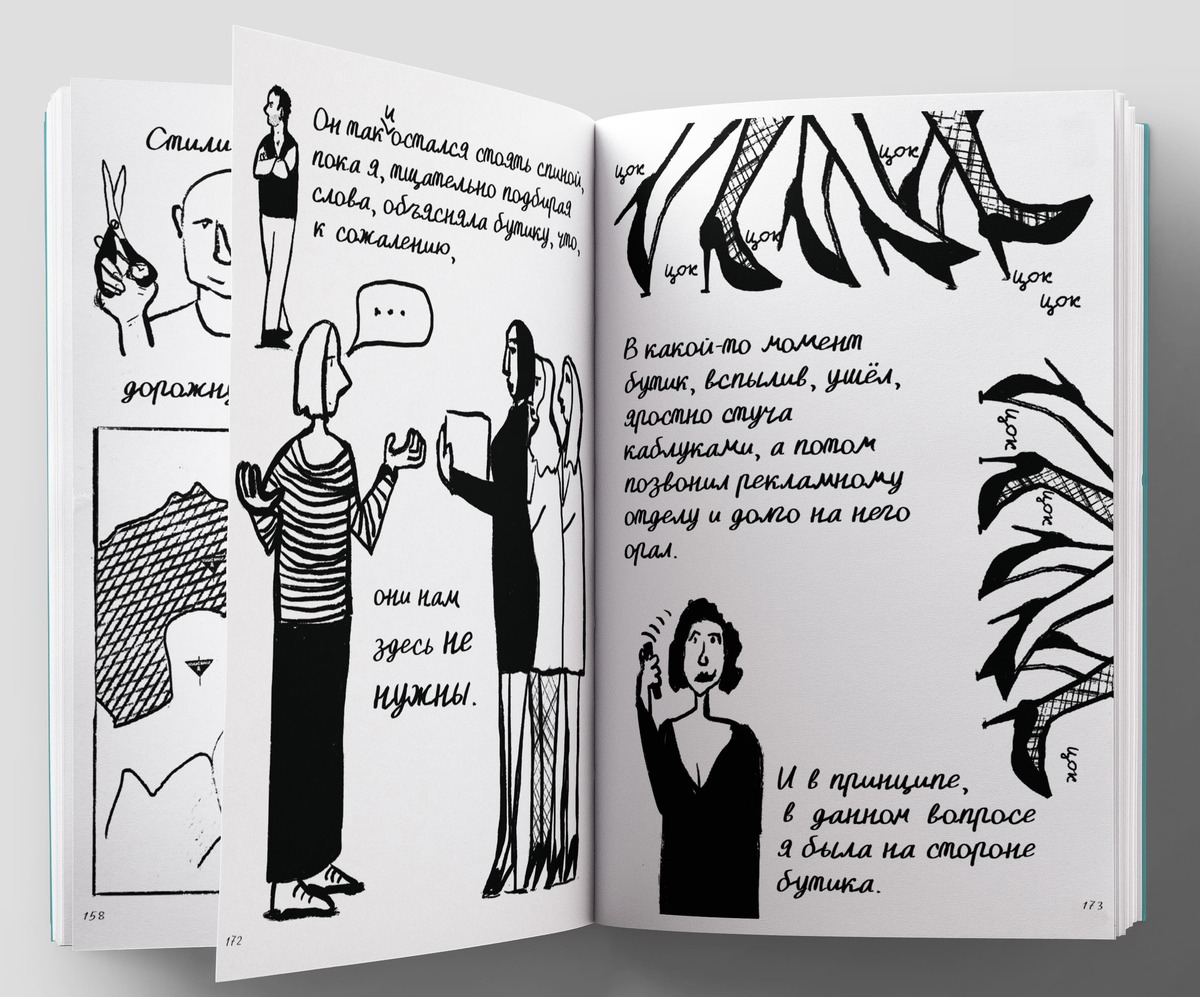 Стили
дорожн
158
и
Он так остался стоять спиной,
пока я, тщательно подбирая
слова, объясняла бутику, что,
к сожалению,
...
они нам
здесь не
нужны.
172
цок
цок
цок
цок
цок
цок
В какой-то момент
бутик, вспылив, ушёл,
яростно стуча
каблуками, а потом
позвонил рекламному
отделу и долго на него
орал.
цок
цок
цок
И в принципе,
в данном вопросе
я была на стороне
бутика.
173